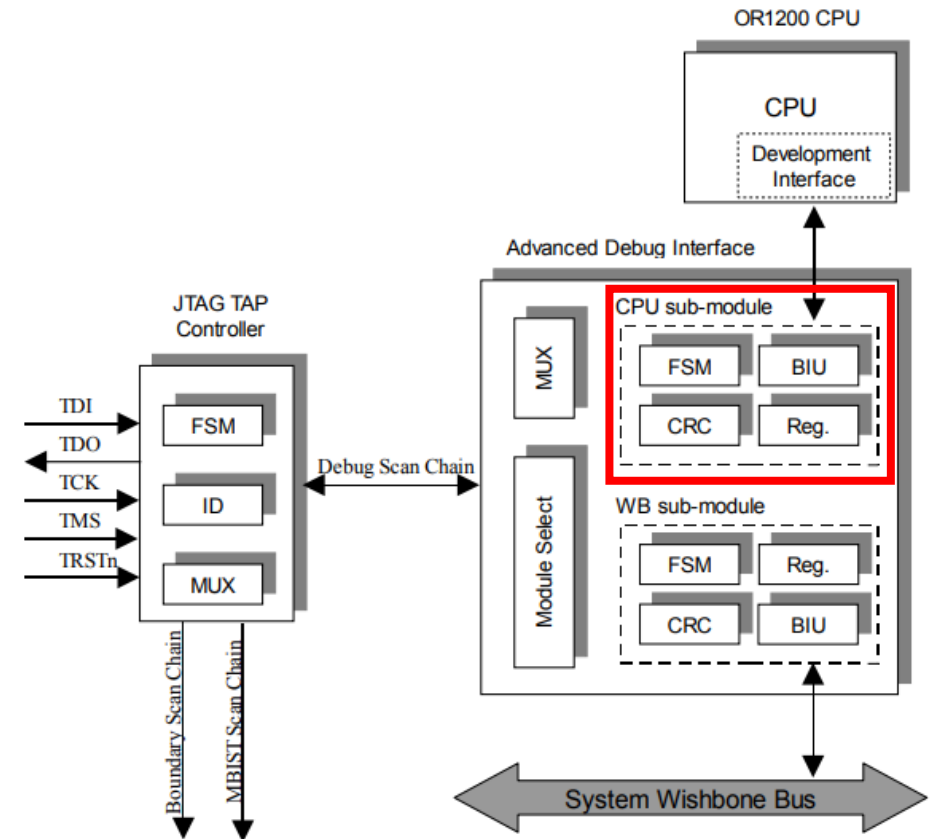 OR1200 CPU
CPU
Development
Interface
Advanced Debug Interface
JTAG TAP
Controller
CPU sub-module
MUX
FSM
BIU
CRC
Reg.
TDI
TDO
TCK
TMS
TRSTn
FSM
ID
MUX
Debug Scan Chain
Module Select
WB sub-module
FSM
Reg.
CRC
BIU
Boundary Scan Chain
MBIST Scan Chain
System Wishbone Bus